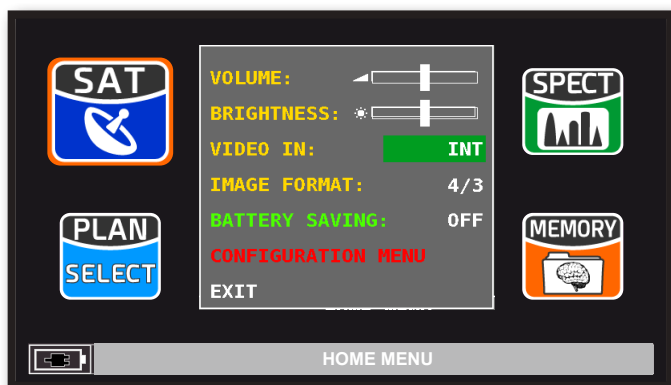 SAT
VOLUME:
BRIGHTNESS:
VIDEO IN: INT
IMAGE FORMAT: 4/3
BATTERY SAVING: OFF
CONFIGURATION MENU
EXIT
SPECT
PLAN
SELECT
MEMORY
HOME MENU